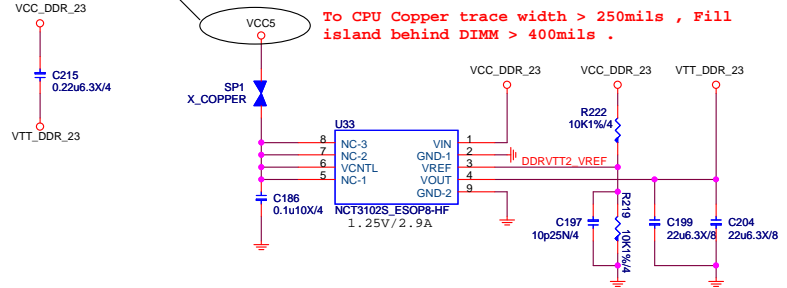 VCC_DDR_23
C215
0.22u6.3X/4
VTT_DDR_23
VCC5
To CPU Copper trace width > 250mils , Fill
island behind DIMM > 400mils .
SP1
X_COPPER
VCC_DDR_23
VCC_DDR_23
VTT_DDR_23
R222
10K1%/4
U33
8 NC-3 VIN 1
7 NC-2 GND-1 2
6 VCNTL VREF 3 DDRVTT2_VREF
5 NC-1 VOUT 4
GND-2 9
C186
0.1u10X/4
NCT3102S_ESOP8-HF
1.25V/2.9A
C197
10p25N/4
R219
10K1%/4
C199
22u6.3X/8
C204
22u6.3X/8